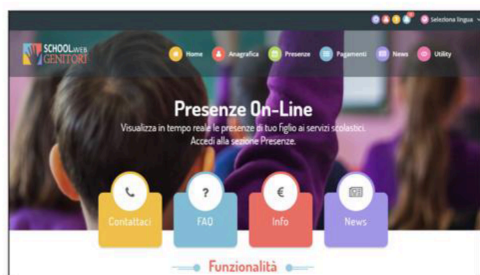 Seleziona lingua
SCHOOL.WEB
GENITORI
Home
Anagrafica
Presenze
Pagamenti
News
Utility
Presenze On-Line
Visualizza in tempo reale le presenze di tuo figlio ai servizi scolastici.
Accedi alla sezione Presenze.
Contattaci
?
FAQ
€
Info
News
Funzionalità